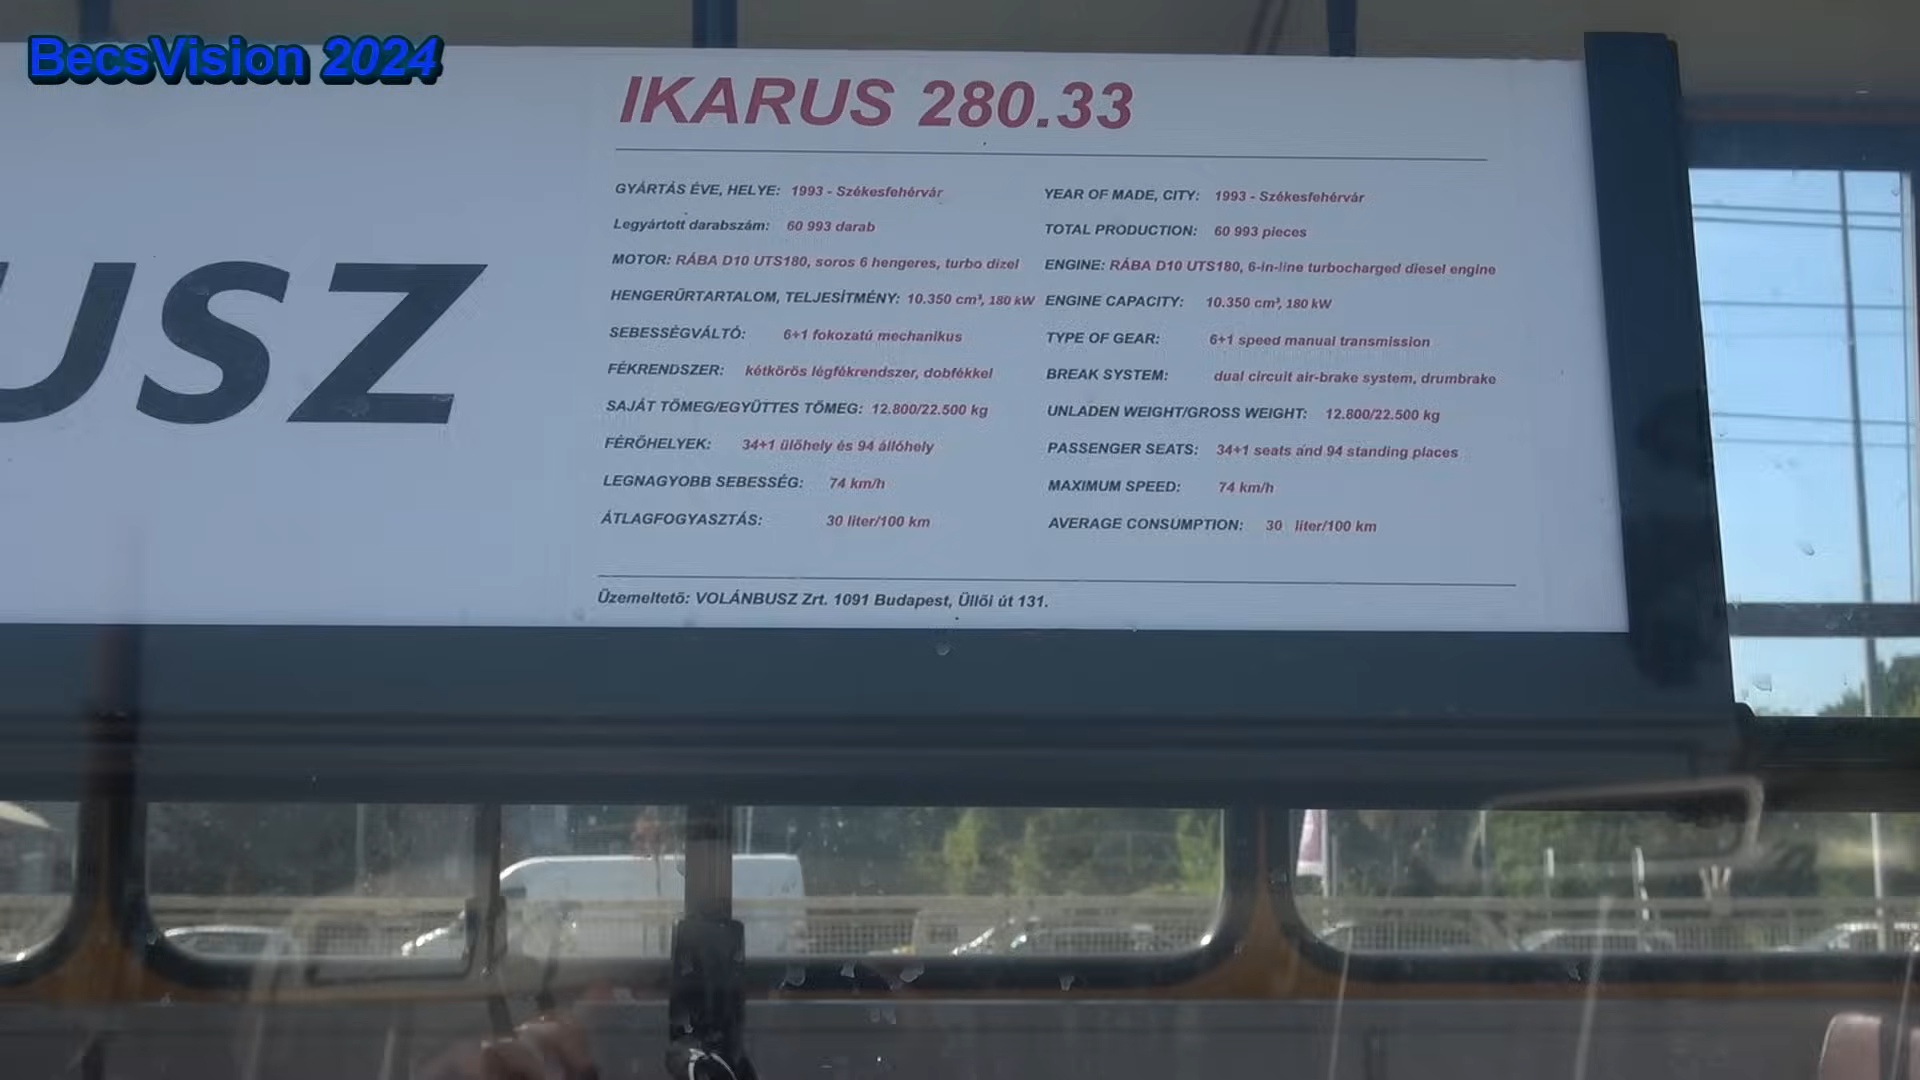 BecsVision 2024
USZ
IKARUS 280.33
GYÁRTÁS ÉVE, HELYE: 1993 - Székesfehérvár
Legyártott darabszám: 60 993 darab
MOTOR: RÁBA D10 UTS180, soros 6 hengeres, turbo dízel
HENGERŰRTARTALOM, TELJESÍTMÉNY: 10.350 cm³, 180 kW
SEBESSÉGVÁLTÓ: 6+1 fokozatú mechanikus
FÉKRENDSZER: kétkörös légfékrendszer, dobfékkel
SAJÁT TÖMEG/EGYÜTTES TÖMEG: 12.800/22.500 kg
FÉRŐHELYEK: 34+1 ülőhely és 94 állóhely
LEGNAGYOBB SEBESSÉG: 74 km/h
ÁTLAGFOGYASZTÁS: 30 liter/100 km
YEAR OF MADE, CITY: 1993 - Székesfehérvár
TOTAL PRODUCTION: 60 993 pieces
ENGINE: RÁBA D10 UTS180, 6-in-line turbocharged diesel engine
ENGINE CAPACITY: 10.350 cm³, 180 kW
TYPE OF GEAR: 6+1 speed manual transmission
BREAK SYSTEM: dual circuit air-brake system, drumbrake
UNLADEN WEIGHT/GROSS WEIGHT: 12.800/22.500 kg
PASSENGER SEATS: 34+1 seats and 94 standing places
MAXIMUM SPEED: 74 km/h
AVERAGE CONSUMPTION: 30 liter/100 km
Üzemeltető: VOLÁNBUSZ Zrt. 1091 Budapest, Üllői út 131.